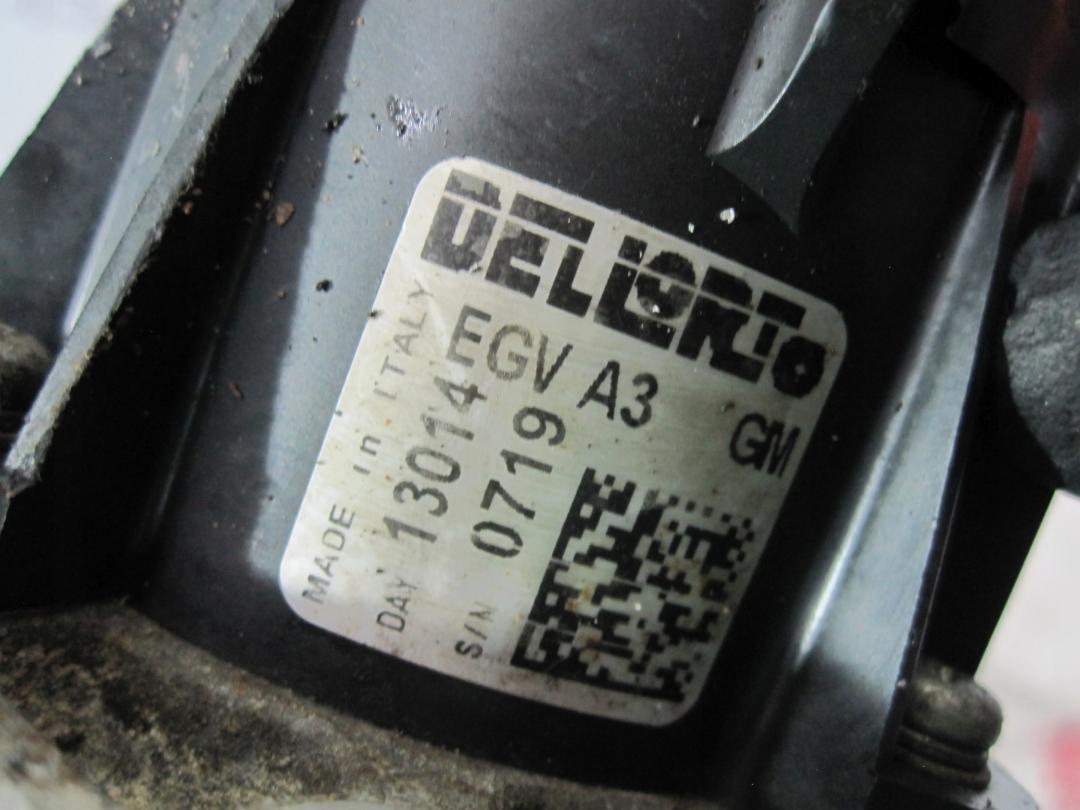 DELLORTO
EGV A3
GM
MADE in ITALY
DAY 13014
S/N 0719